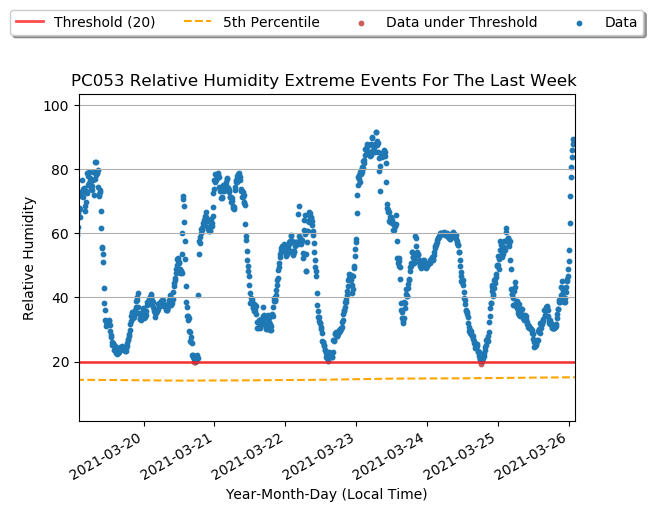 Threshold (20) 5th Percentile Data under Threshold Data
PC053 Relative Humidity Extreme Events For The Last Week
100
80
60
40
20
Relative Humidity
2021-03-20 2021-03-21 2021-03-22 2021-03-23 2021-03-24 2021-03-25 2021-03-26
Year-Month-Day (Local Time)